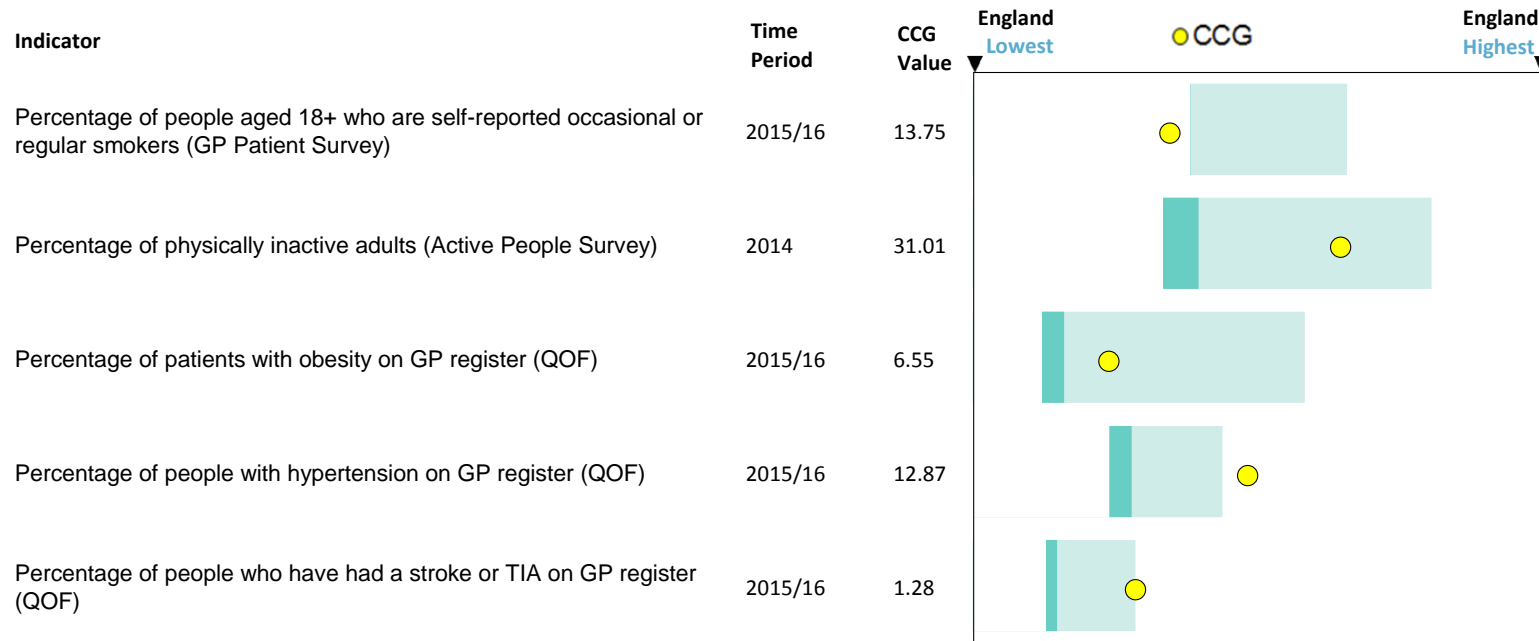 Indicator
Time Period
CCG Value
England Lowest
CCG
England Highest
Percentage of people aged 18+ who are self-reported occasional or
regular smokers (GP Patient Survey)
2015/16
13.75
Percentage of physically inactive adults (Active People Survey)
2014
31.01
Percentage of patients with obesity on GP register (QOF)
2015/16
6.55
Percentage of people with hypertension on GP register (QOF)
2015/16
12.87
Percentage of people who have had a stroke or TIA on GP register
(QOF)
2015/16
1.28